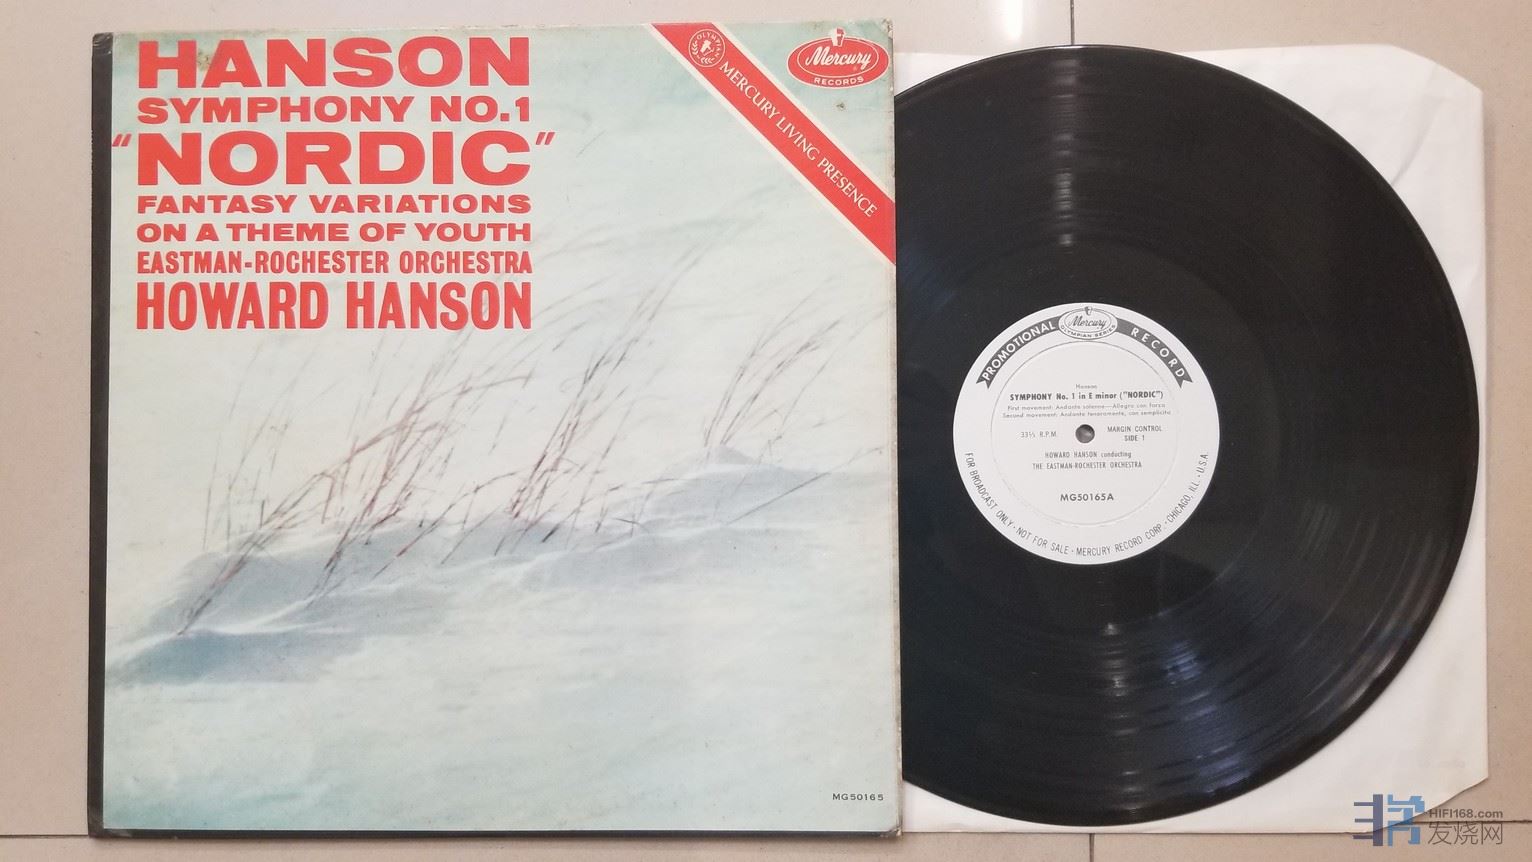 HANSON
SYMPHONY NO.1
"NORDIC"
FANTASY VARIATIONS
ON A THEME OF YOUTH
EASTMAN-ROCHESTER ORCHESTRA
HOWARD HANSON
OLYMPIAN
MERCURY LIVING PRESENCE
Mercury
RECORDS
MG50165
PROMOTIONAL RECORD
Mercury
OLYMPIAN SERIES
Hanson
SYMPHONY No. 1 in E minor ("NORDIC")
First movement: Andante solenne—Allegro con forza
Second movement: Andante teneramente, con semplicita
33⅓ R.P.M.
MARGIN CONTROL
SIDE 1
HOWARD HANSON conducting
THE EASTMAN-ROCHESTER ORCHESTRA
MG50165A
FOR BROADCAST ONLY · NOT FOR SALE · MERCURY RECORD CORP. · CHICAGO, ILL. · U.S.A.
HIFI168.com
发烧网